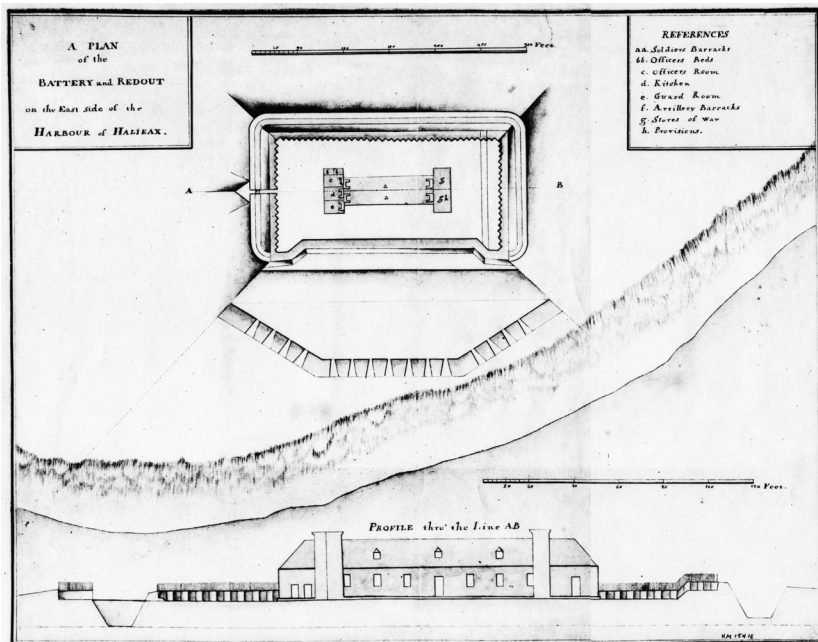 A PLAN
of the
BATTERY and REDOUT
on the East side of the
HARBOUR of HALIFAX.
REFERENCES
aa. Soldiers Barracks
bb. Officers Beds
c. Officers Room
d. Kitchen
e. Guard Room
f. Artillery Barracks
g. Stores of War
h. Provisions.
Feet
A
B
b b
c
d
e
a
a
f
g h
Feet.
PROFILE thro' the Line AB